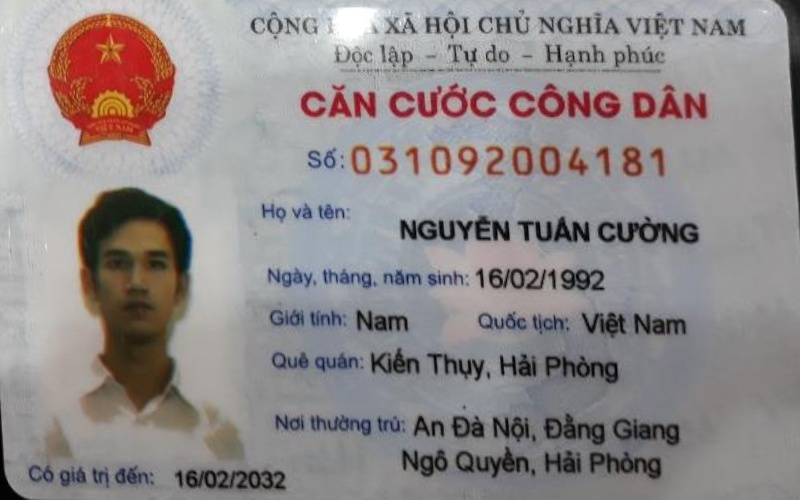 CỘNG HÒA XÃ HỘI CHỦ NGHĨA VIỆT NAM
Độc lập - Tự do - Hạnh phúc
CĂN CƯỚC CÔNG DÂN
Số: 031092004181
Họ và tên:
NGUYỄN TUẤN CƯỜNG
Ngày, tháng, năm sinh: 16/02/1992
Giới tính: Nam Quốc tịch: Việt Nam
Quê quán: Kiến Thụy, Hải Phòng
Nơi thường trú: An Đà Nội, Đằng Giang
Ngô Quyền, Hải Phòng
Có giá trị đến: 16/02/2032